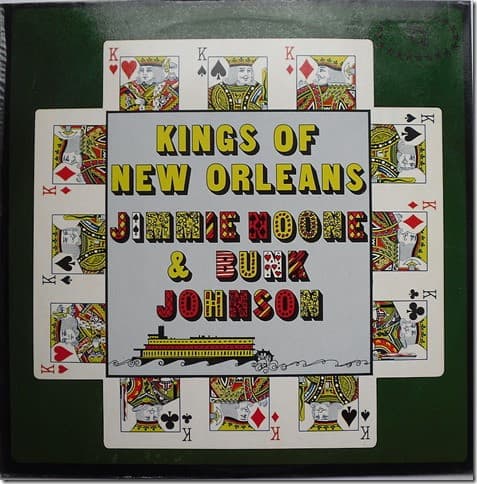 K K K
K
KINGS OF
K
NEW ORLEANS
K
JIMMIE NOONE
& BUNK
K
K
JOHNSON
K
K K K